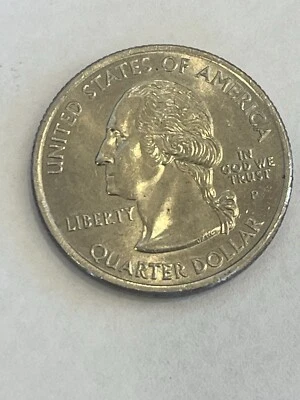 UNITED STATES OF AMERICA
IN
GOD WE
TRUST
P
LIBERTY
QUARTER DOLLAR